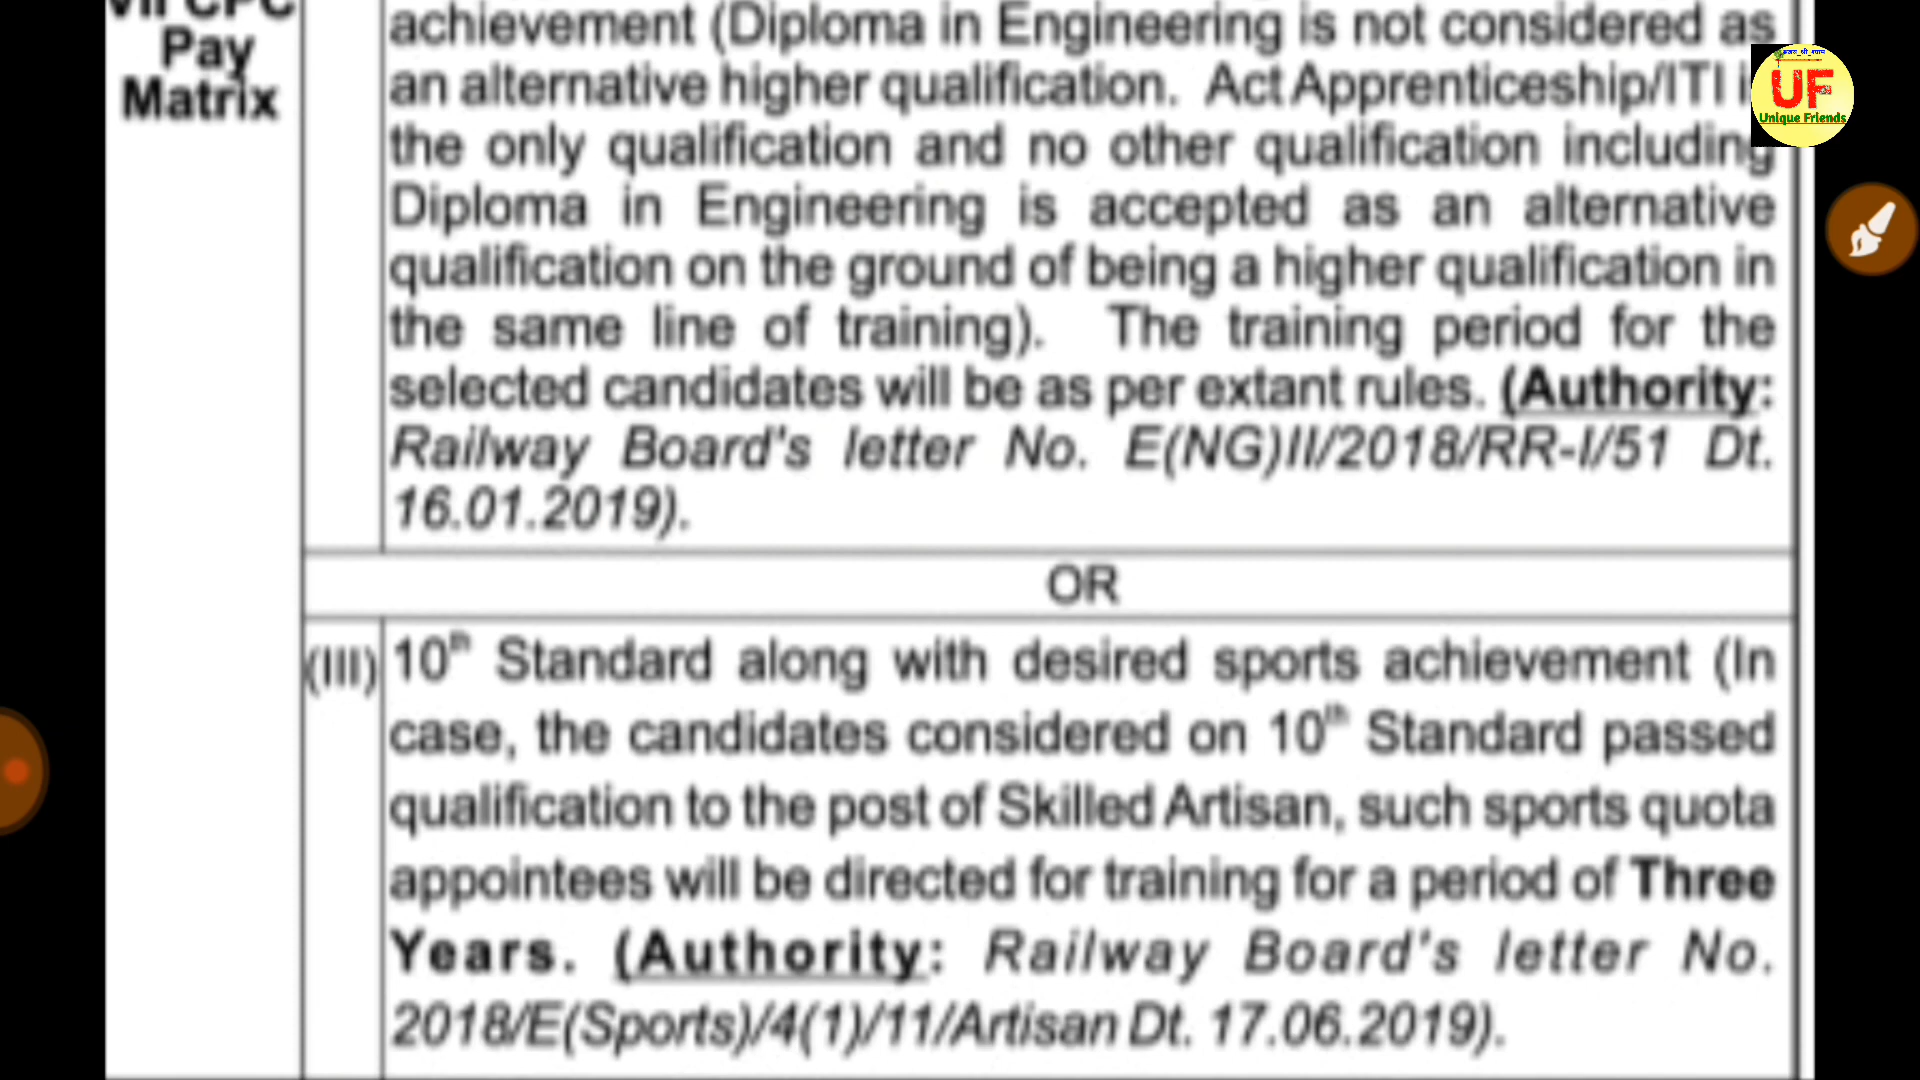 VII CPC
Pay
Matrix
achievement (Diploma in Engineering is not considered as
an alternative higher qualification. Act Apprenticeship/ITI
the only qualification and no other qualification including
Diploma in Engineering is accepted as an alternative
qualification on the ground of being a higher qualification in
the same line of training). The training period for the
selected candidates will be as per extant rules. (Authority:
Railway Board's letter No. E(NG)II/2018/RR-I/51 Dt.
16.01.2019).
OR
(III) 10th Standard along with desired sports achievement (In
case, the candidates considered on 10th Standard passed
qualification to the post of Skilled Artisan, such sports quota
appointees will be directed for training for a period of Three
Years. (Authority: Railway Board's letter No.
2018/E(Sports)/4(1)/11/Artisan Dt. 17.06.2019).
UF
Unique Friends